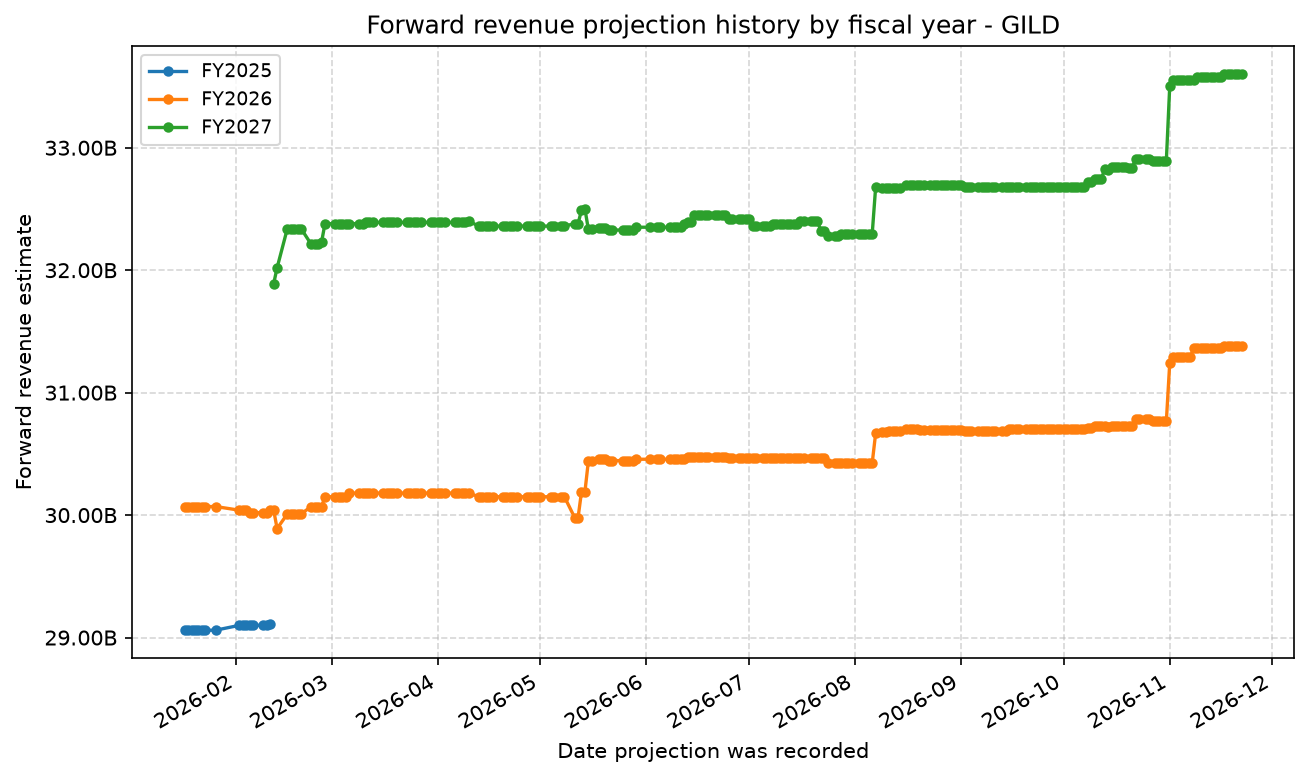 Forward revenue projection history by fiscal year - GILD
FY2025
FY2026
FY2027
33.00B
32.00B
31.00B
30.00B
29.00B
Forward revenue estimate
2026-02
2026-03
2026-04
2026-05
2026-06
2026-07
2026-08
2026-09
2026-10
2026-11
2026-12
Date projection was recorded